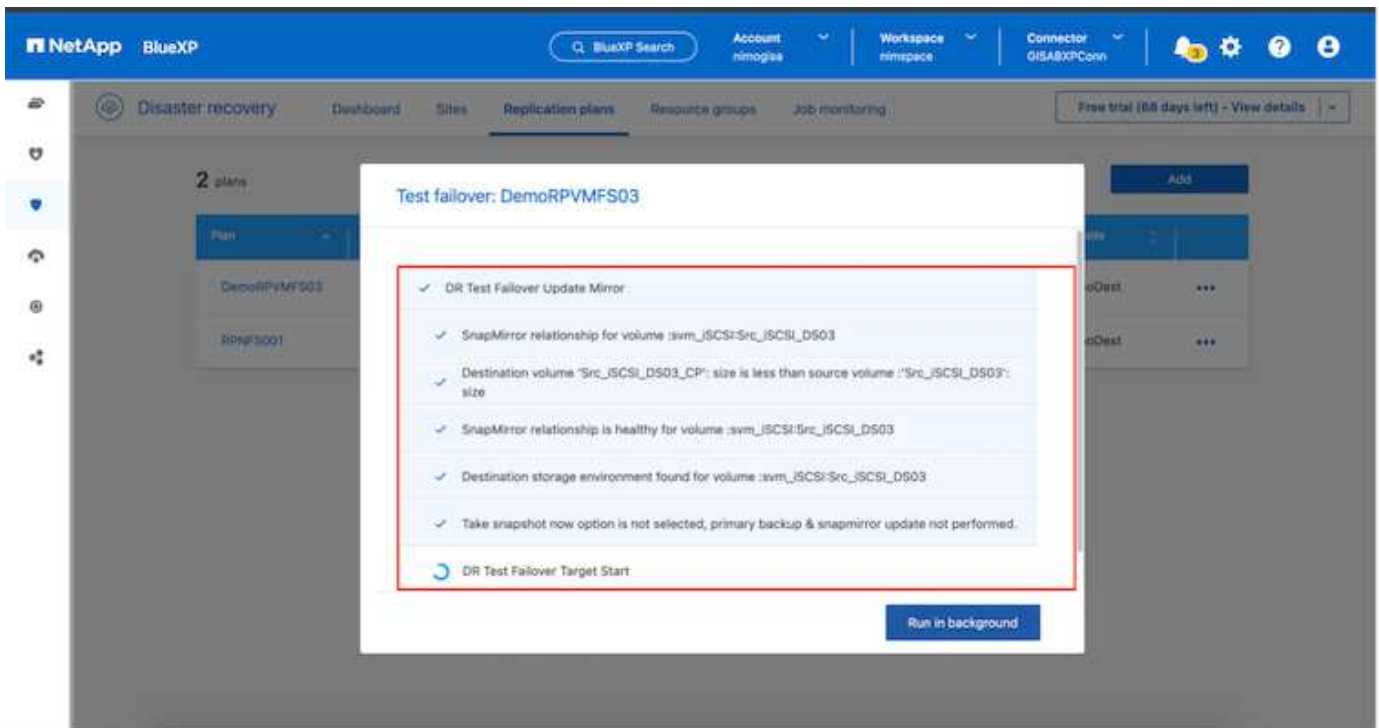 NetApp BlueXP
BlueXP Search
Account
nimogisa
Workspace
nimspace
Connector
GISABXPConn
3
Disaster recovery
Dashboard
Sites
Replication plans
Resource groups
Job monitoring
Free trial (88 days left) - View details
2 plans
Add
Test failover: DemoRPVMFS03
Plan
DemoRPVMFS03
RPNFS001
DR Test Failover Update Mirror
SnapMirror relationship for volume :svm_iSCSI:Src_iSCSI_DS03
Destination volume 'Src_iSCSI_DS03_CP': size is less than source volume :'Src_iSCSI_DS03':
size
SnapMirror relationship is healthy for volume :svm_iSCSI:Src_iSCSI_DS03
Destination storage environment found for volume :svm_iSCSI:Src_iSCSI_DS03
Take snapshot now option is not selected, primary backup & snapmirror update not performed.
DR Test Failover Target Start
Run in background